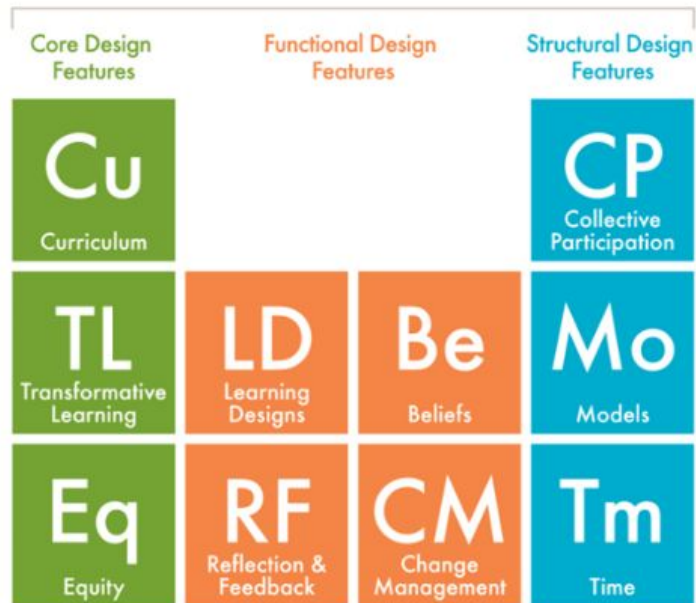 Core Design
Features
Functional Design
Features
Structural Design
Features
Cu
Curriculum
CP
Collective
Participation
TL
Transformative
Learning
LD
Learning
Designs
Be
Beliefs
Mo
Models
Eq
Equity
RF
Reflection &
Feedback
CM
Change
Management
Tm
Time